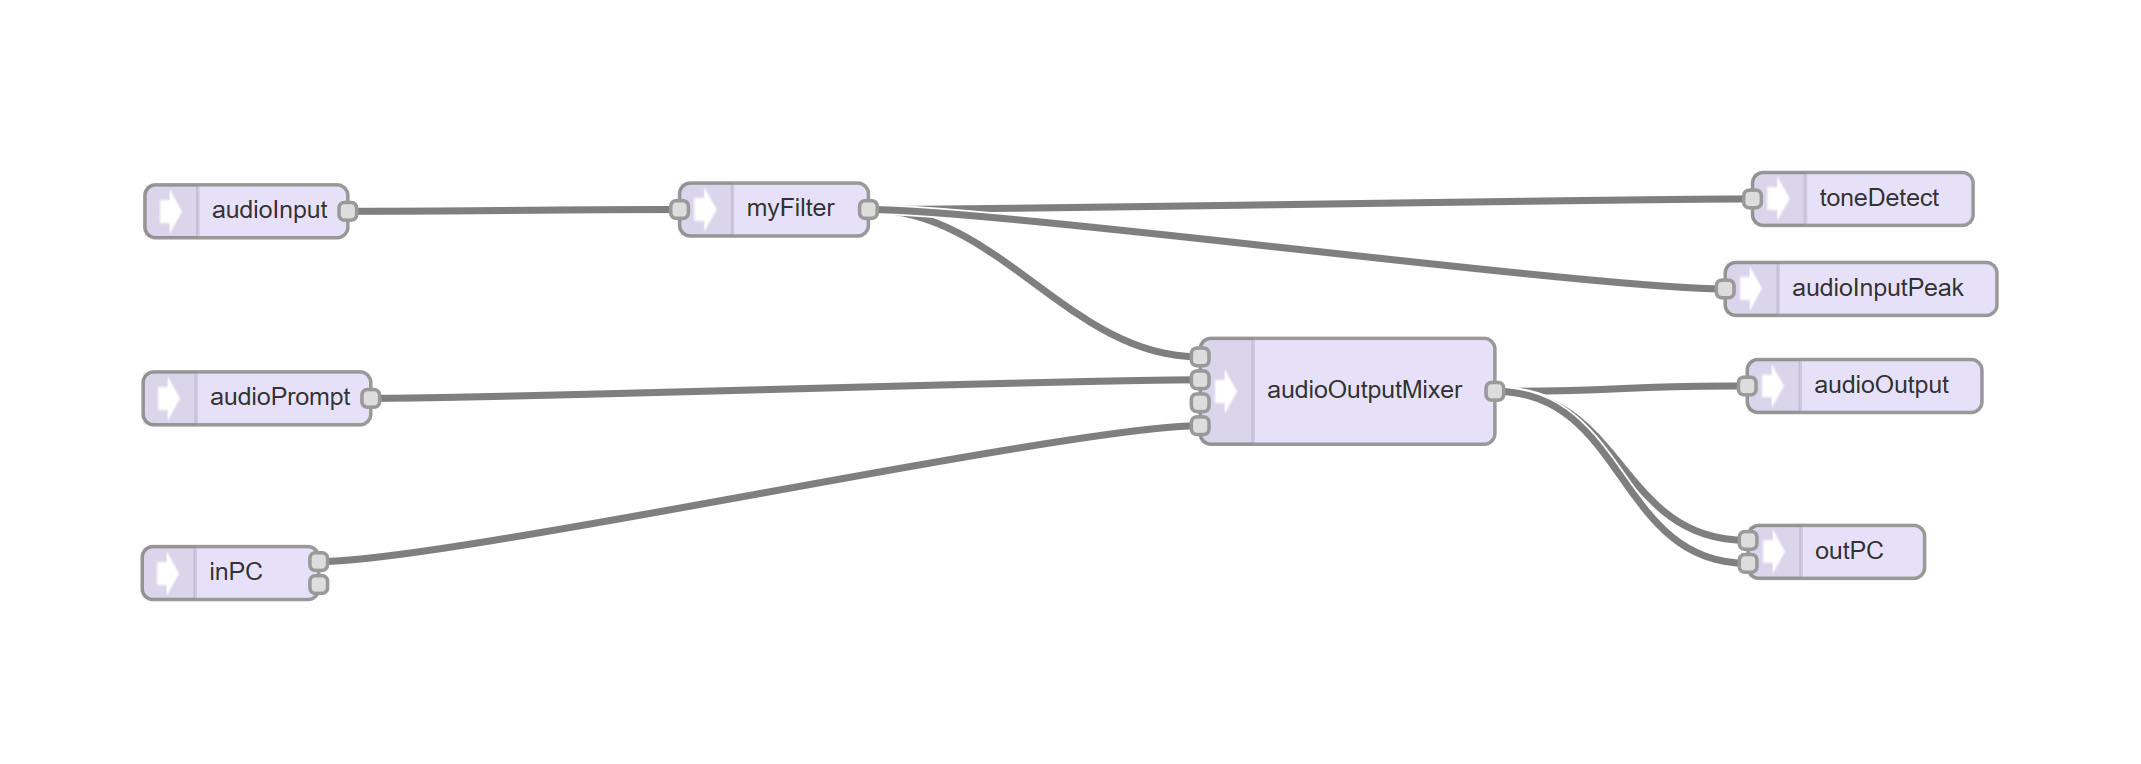 audioInput
myFilter
toneDetect
audioInputPeak
audioPrompt
audioOutputMixer
audioOutput
inPC
outPC